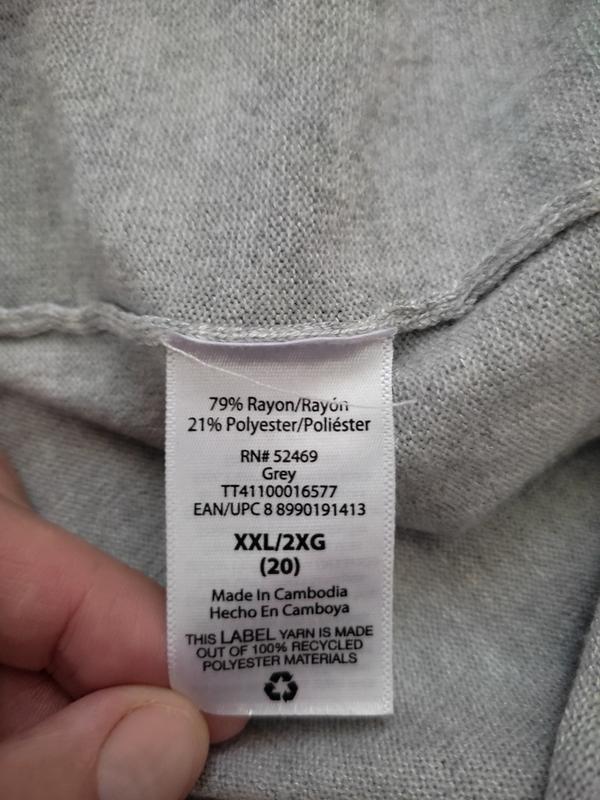 79% Rayon/Rayón
21% Polyester/Poliéster
RN# 52469
Grey
TT41100016577
EAN/UPC 8 8990191413
XXL/2XG
(20)
Made In Cambodia
Hecho En Camboya
THIS LABEL YARN IS MADE
OUT OF 100% RECYCLED
POLYESTER MATERIALS